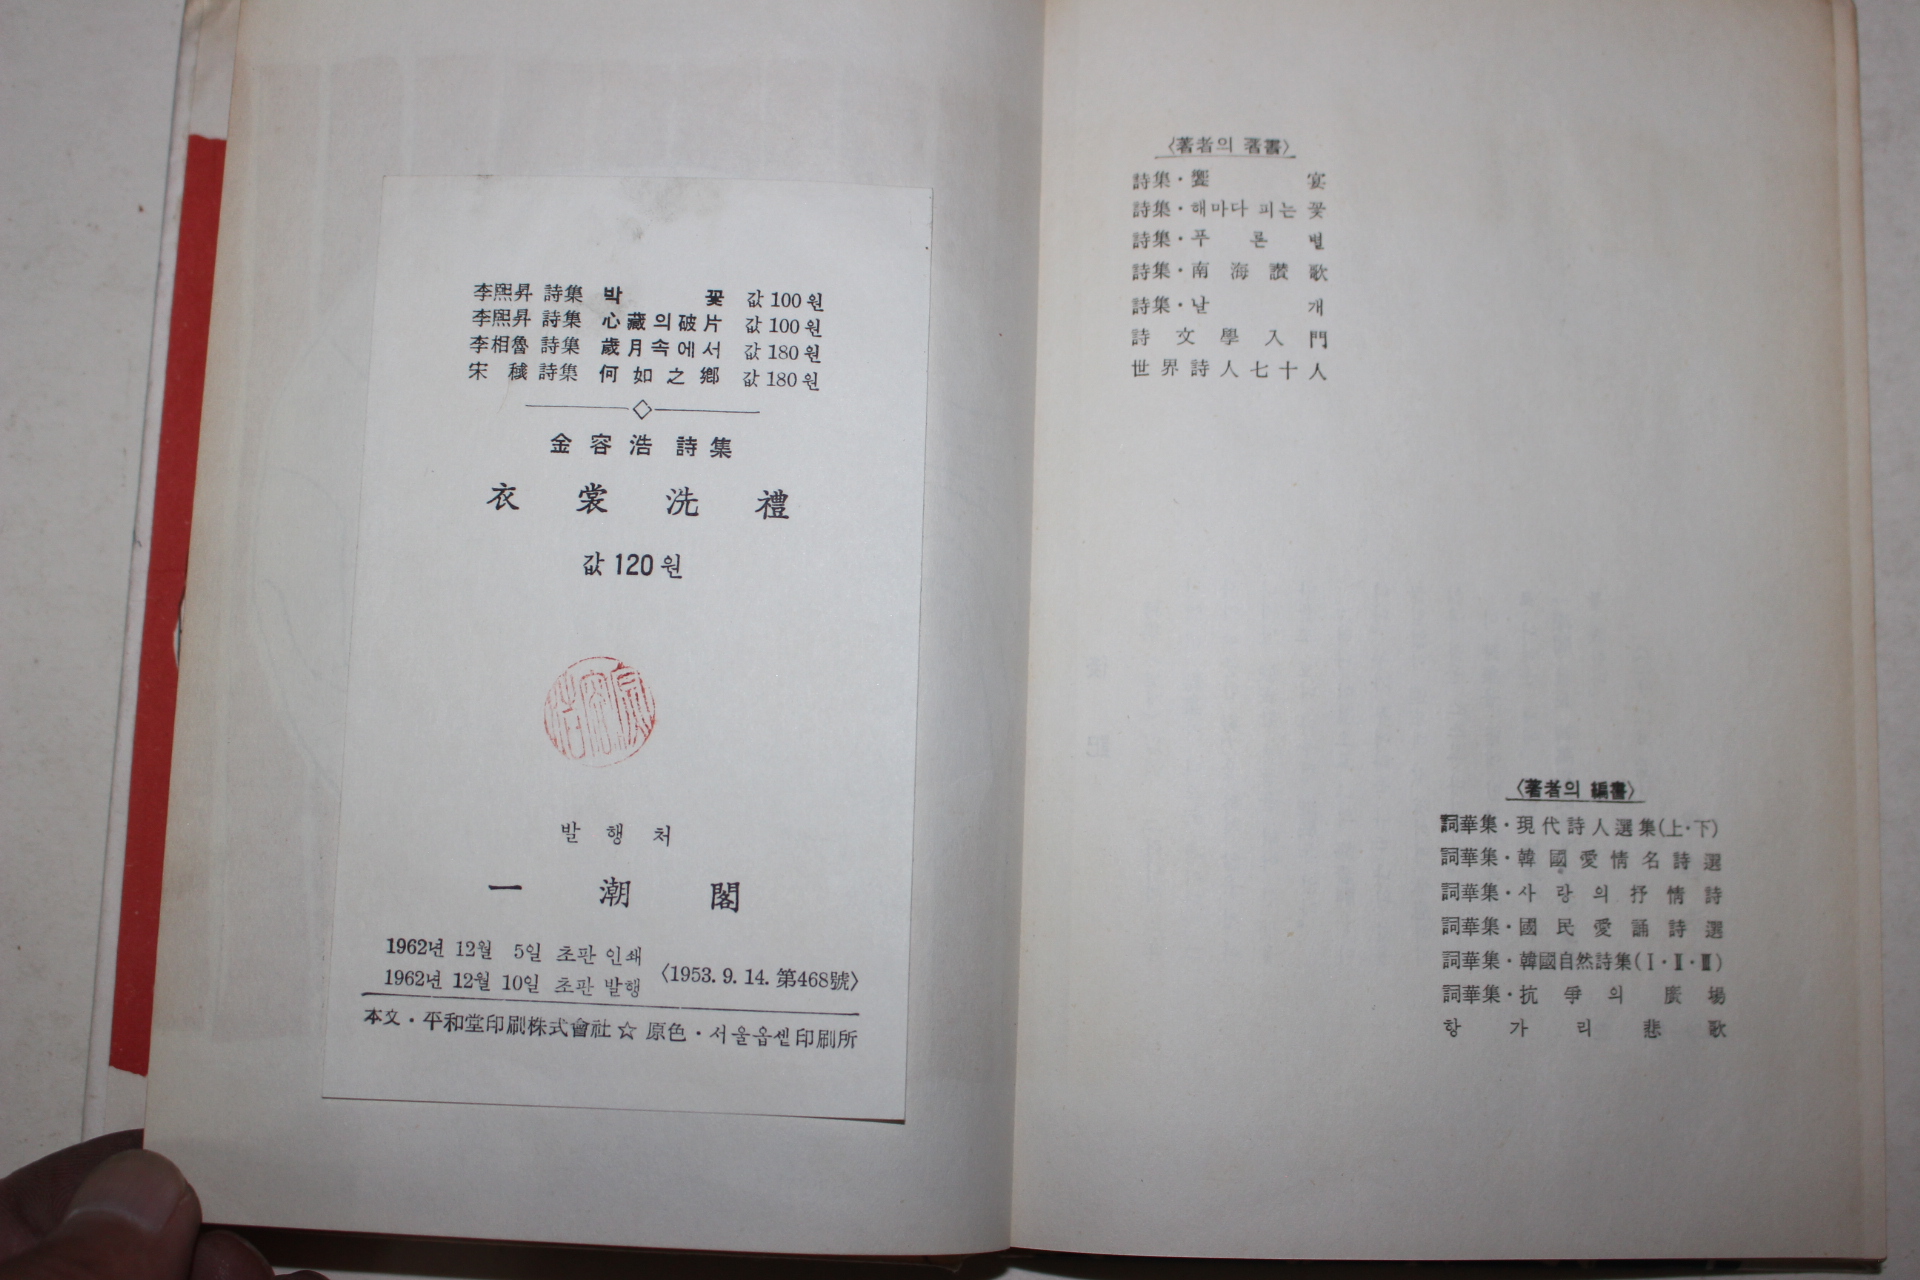 李熙昇 詩集 박꽃 값 100원
李熙昇 詩集 心藏의破片 값 100원
李相魯 詩集 歲月속에서 값 180원
宋稶 詩集 何如之鄕 값 180원
金容浩 詩集
衣裳洗禮
값 120원
발행처
一潮閣
1962년 12월 5일 초판 인쇄
1962년 12월 10일 초판 발행
〈1953. 9. 14. 第468號〉
本文・平和堂印刷株式會社 ☆ 原色・서울옵셑印刷所
〈著者의 著書〉
詩集・饗宴
詩集・해마다 피는 꽃
詩集・푸른별
詩集・南海讃歌
詩集・날개
詩文學入門
世界詩人七十人
〈著者의 編書〉
詞華集・現代詩人選集(上・下)
詞華集・韓國愛情名詩選
詞華集・사랑의 抒情詩
詞華集・國民愛誦詩選
詞華集・韓國自然詩集(Ⅰ・Ⅱ・Ⅲ)
詞華集・抗爭의 廣場
항가리 悲歌